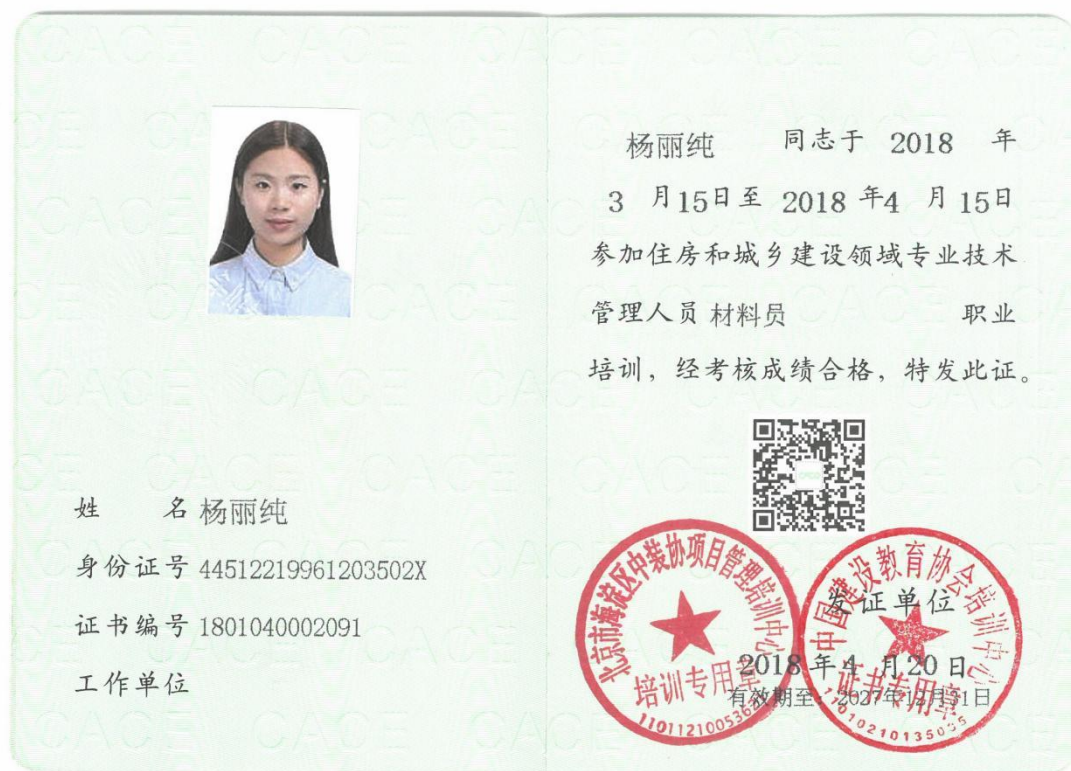 姓 名 杨丽纯
身份证号 44512219961203502X
证书编号 1801040002091
工作单位
杨丽纯 同志于 2018 年
3 月15日至 2018 年4 月 15日
参加住房和城乡建设领域专业技术
管理人员 材料员 职业
培训，经考核成绩合格，特发此证。
北京市海淀区中装协项目管理培训中心
培训专用章
中国建设教育协会培训中心
证书专用章
发证单位
2018 年 4 月 20 日
有效期至：2027年12月31日
CACE